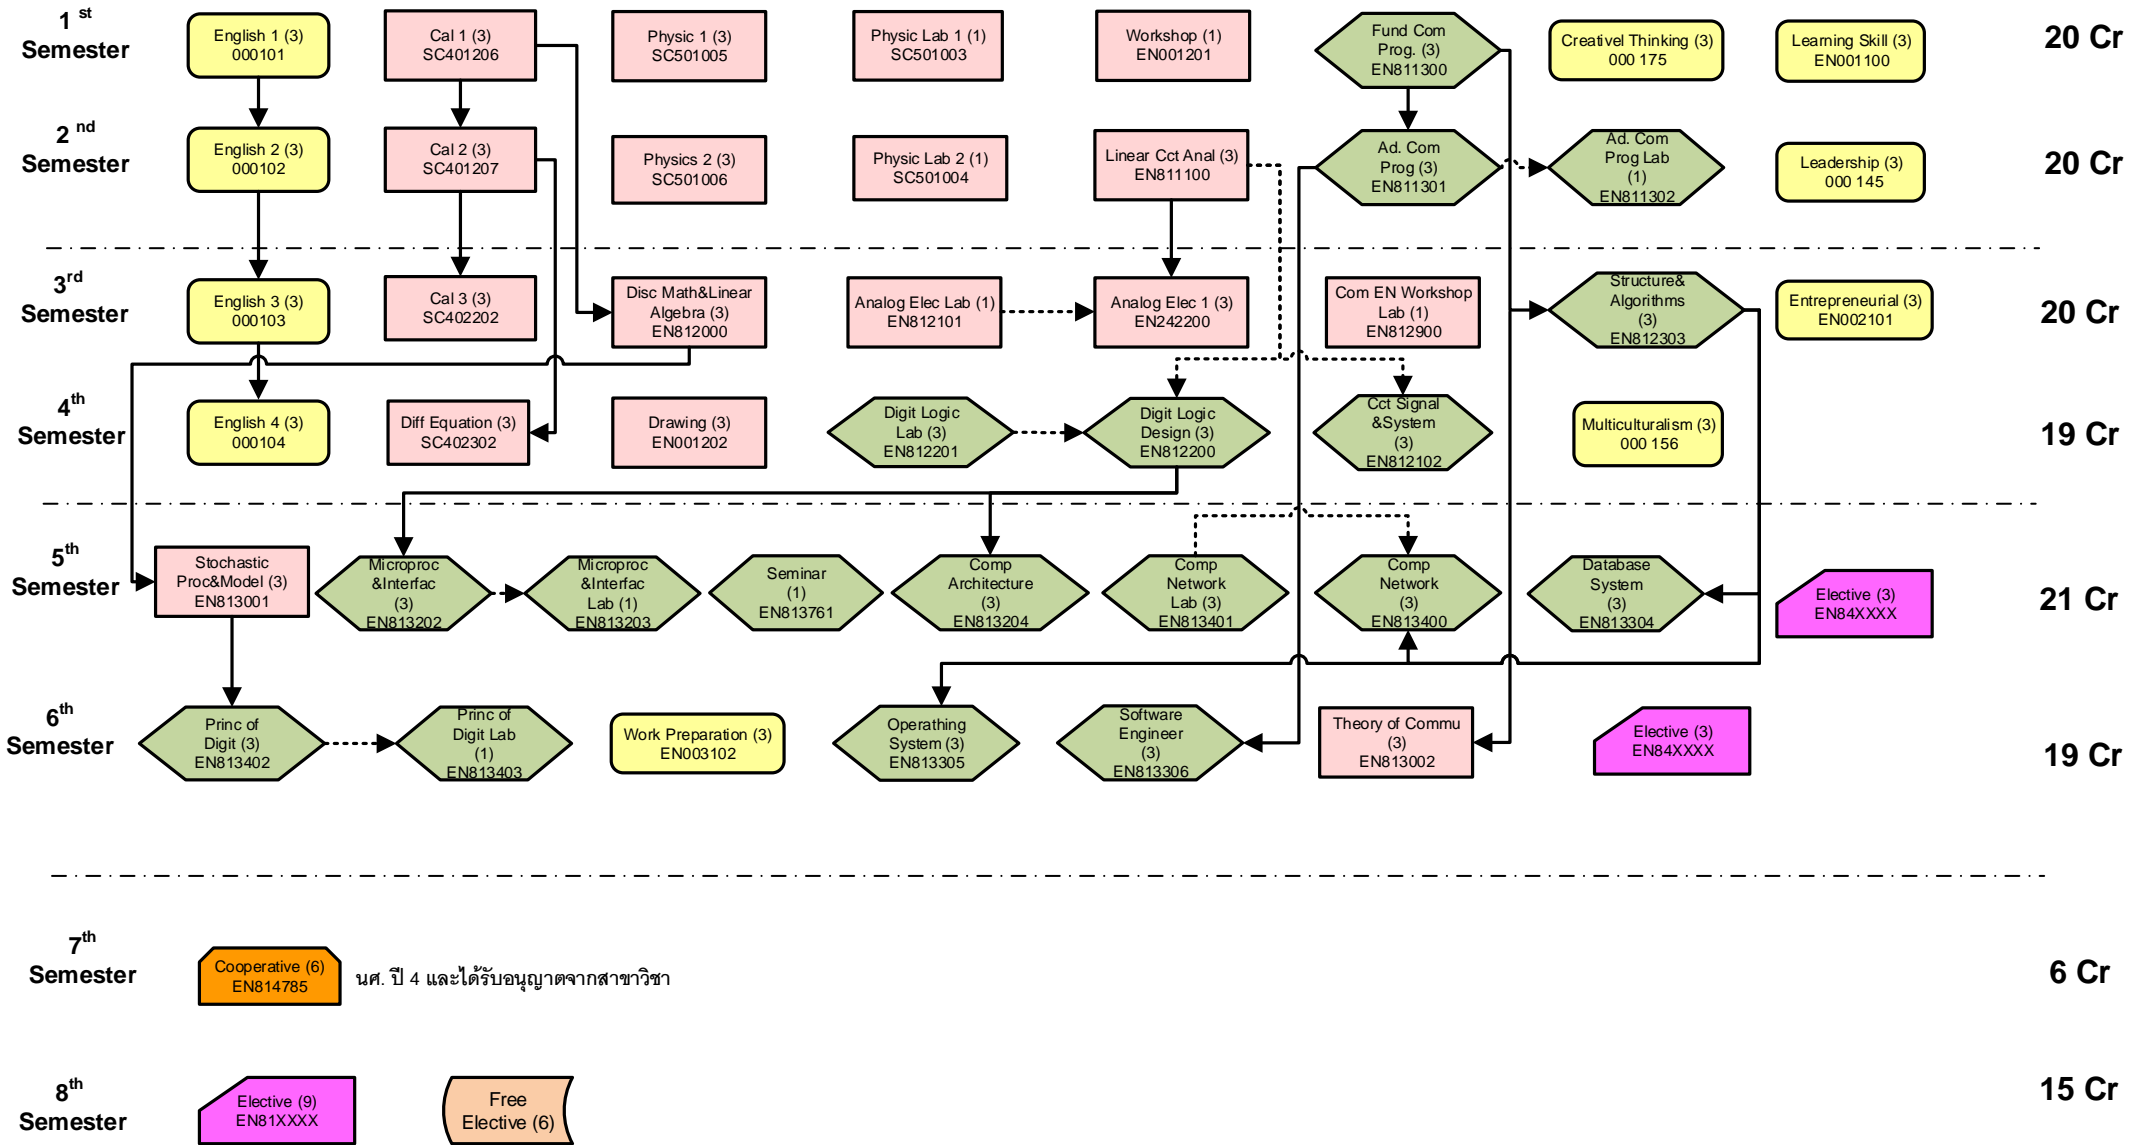 1 st
Semester
English 1 (3)
000101
Cal 1 (3)
SC401206
Physic 1 (3)
SC501005
Physic Lab 1 (1)
SC501003
Workshop (1)
EN001201
Fund Com
Prog. (3)
EN811300
Creativel Thinking (3)
000 175
Learning Skill (3)
EN001100
20 Cr
2 nd
Semester
English 2 (3)
000102
Cal 2 (3)
SC401207
Physics 2 (3)
SC501006
Physic Lab 2 (1)
SC501004
Linear Cct Anal (3)
EN811100
Ad. Com
Prog (3)
EN811301
Ad. Com
Prog Lab
(1)
EN811302
Leadership (3)
000 145
20 Cr
3rd
Semester
English 3 (3)
000103
Cal 3 (3)
SC402202
Disc Math&Linear
Algebra (3)
EN812000
Analog Elec Lab (1)
EN812101
Analog Elec 1 (3)
EN242200
Com EN Workshop
Lab (1)
EN812900
Structure&
Algorithms
(3)
EN812303
Entrepreneurial (3)
EN002101
20 Cr
4th
Semester
English 4 (3)
000104
Diff Equation (3)
SC402302
Drawing (3)
EN001202
Digit Logic
Lab (3)
EN812201
Digit Logic
Design (3)
EN812200
Cct Signal
&System
(3)
EN812102
Multiculturalism (3)
000 156
19 Cr
5th
Semester
Stochastic
Proc&Model (3)
EN813001
Microproc
&Interfac
(3)
EN813202
Microproc
&Interfac
Lab (1)
EN813203
Seminar
(1)
EN813761
Comp
Architecture
(3)
EN813204
Comp
Network
Lab (3)
EN813401
Comp
Network
(3)
EN813400
Database
System
(3)
EN813304
Elective (3)
EN84XXXX
21 Cr
6th
Semester
Princ of
Digit (3)
EN813402
Princ of
Digit Lab
(1)
EN813403
Work Preparation (3)
EN003102
Operathing
System (3)
EN813305
Software
Engineer
(3)
EN813306
Theory of Commu
(3)
EN813002
Elective (3)
EN84XXXX
19 Cr
7th
Semester
Cooperative (6)
EN814785
นศ. ปี 4 และได้รับอนุญาตจากสาขาวิชา
6 Cr
8th
Semester
Elective (9)
EN81XXXX
Free
Elective (6)
15 Cr